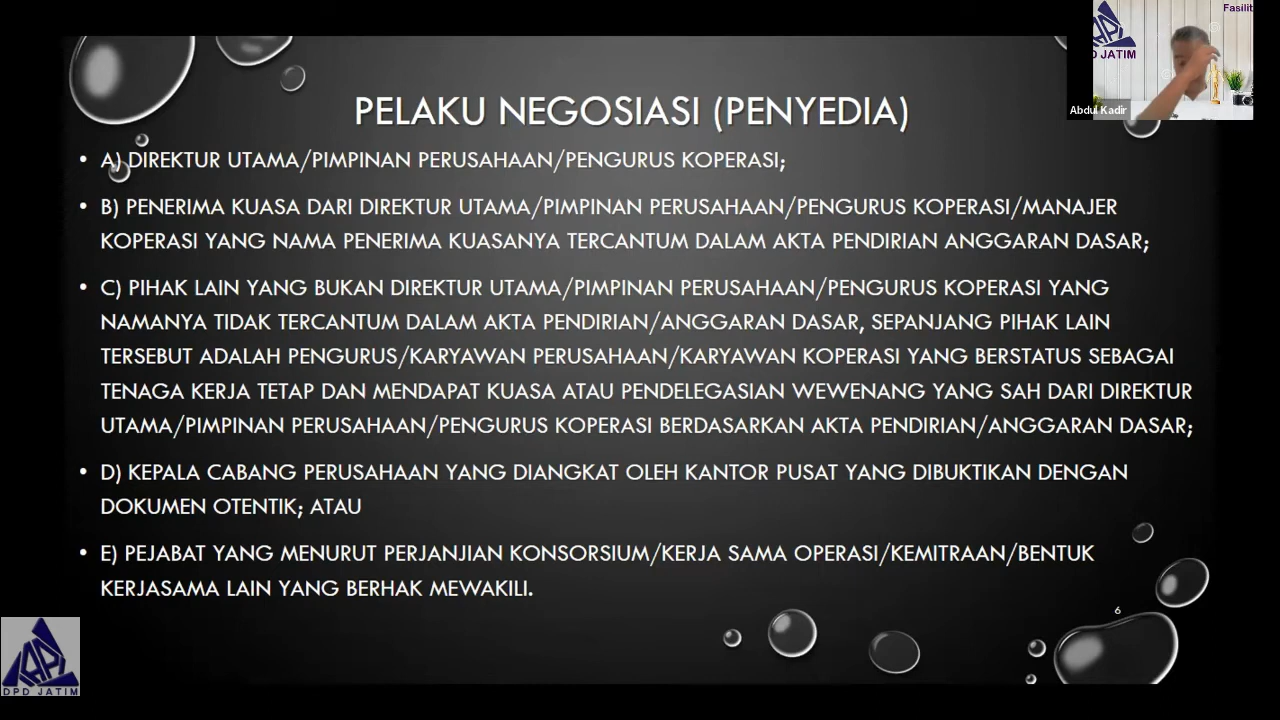 Fasilit
DPD JATIM
Abdul Kadir
PELAKU NEGOSIASI (PENYEDIA)
• A) DIREKTUR UTAMA/PIMPINAN PERUSAHAAN/PENGURUS KOPERASI;
• B) PENERIMA KUASA DARI DIREKTUR UTAMA/PIMPINAN PERUSAHAAN/PENGURUS KOPERASI/MANAJER
KOPERASI YANG NAMA PENERIMA KUASANYA TERCANTUM DALAM AKTA PENDIRIAN ANGGARAN DASAR;
• C) PIHAK LAIN YANG BUKAN DIREKTUR UTAMA/PIMPINAN PERUSAHAAN/PENGURUS KOPERASI YANG
NAMANYA TIDAK TERCANTUM DALAM AKTA PENDIRIAN/ANGGARAN DASAR, SEPANJANG PIHAK LAIN
TERSEBUT ADALAH PENGURUS/KARYAWAN PERUSAHAAN/KARYAWAN KOPERASI YANG BERSTATUS SEBAGAI
TENAGA KERJA TETAP DAN MENDAPAT KUASA ATAU PENDELEGASIAN WEWENANG YANG SAH DARI DIREKTUR
UTAMA/PIMPINAN PERUSAHAAN/PENGURUS KOPERASI BERDASARKAN AKTA PENDIRIAN/ANGGARAN DASAR;
• D) KEPALA CABANG PERUSAHAAN YANG DIANGKAT OLEH KANTOR PUSAT YANG DIBUKTIKAN DENGAN
DOKUMEN OTENTIK; ATAU
• E) PEJABAT YANG MENURUT PERJANJIAN KONSORSIUM/KERJA SAMA OPERASI/KEMITRAAN/BENTUK
KERJASAMA LAIN YANG BERHAK MEWAKILI.
6
DPD JATIM